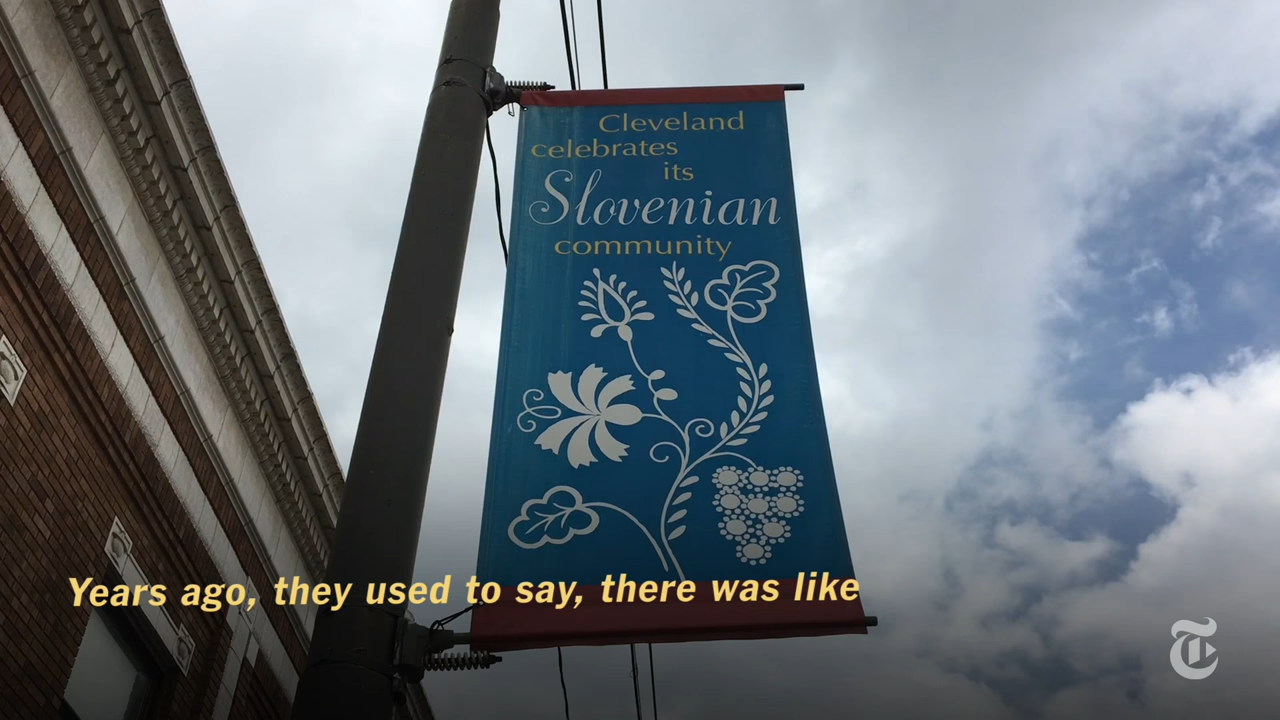 Cleveland
celebrates
its
Slovenian
community
Years ago, they used to say, there was like
T